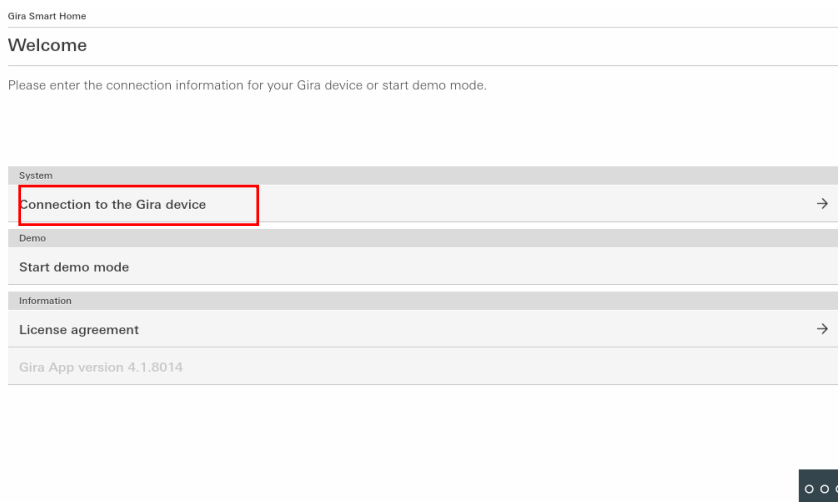 Gira Smart Home
Welcome
Please enter the connection information for your Gira device or start demo mode.
System
Connection to the Gira device
Demo
Start demo mode
Information
License agreement
Gira App version 4.1.8014